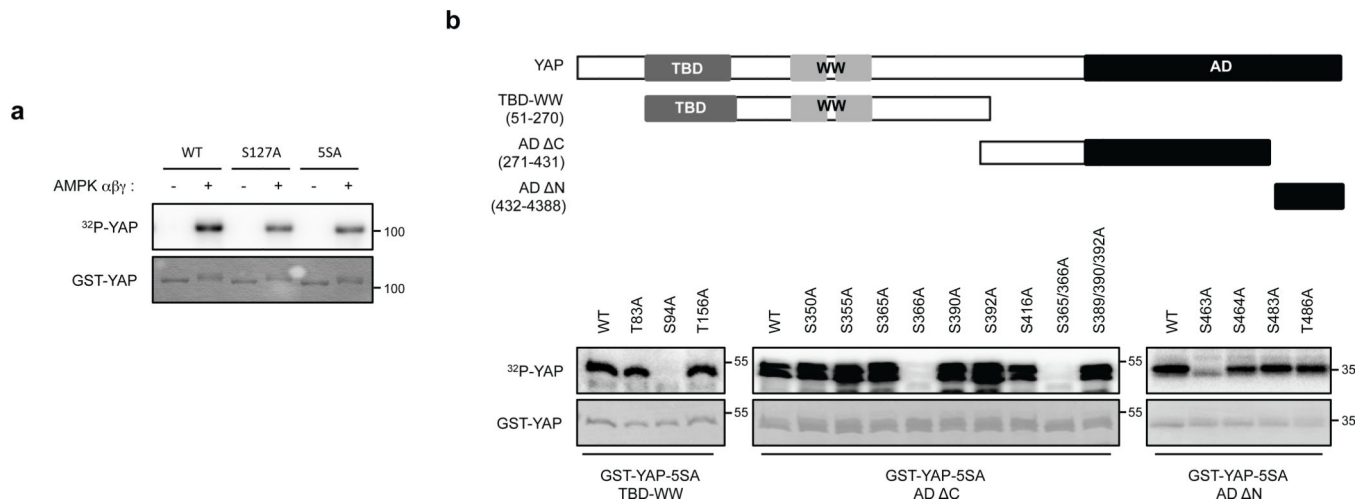 a
WT S127A 5SA
AMPK αβγ : - + - + - +
³²P-YAP 100
GST-YAP 100
b
YAP TBD WW AD
TBD-WW TBD WW
(51-270)
AD ΔC
(271-431)
AD ΔN
(432-4388)
WT T83A S94A T156A WT S350A S355A S365A S366A S390A S392A S416A S365/366A S389/390/392A WT S463A S464A S483A T486A
³²P-YAP 55 35
GST-YAP 55 35
GST-YAP-5SA GST-YAP-5SA GST-YAP-5SA
TBD-WW AD ΔC AD ΔN